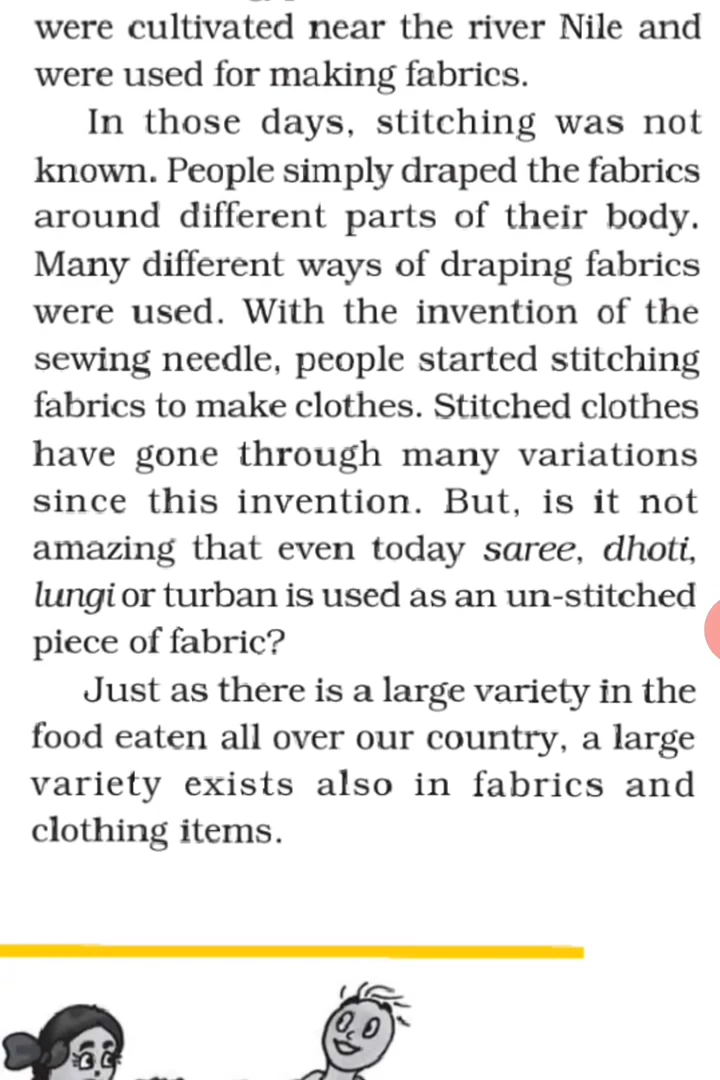 were cultivated near the river Nile and
were used for making fabrics.
In those days, stitching was not
known. People simply draped the fabrics
around different parts of their body.
Many different ways of draping fabrics
were used. With the invention of the
sewing needle, people started stitching
fabrics to make clothes. Stitched clothes
have gone through many variations
since this invention. But, is it not
amazing that even today saree, dhoti,
lungi or turban is used as an un-stitched
piece of fabric?
Just as there is a large variety in the
food eaten all over our country, a large
variety exists also in fabrics and
clothing items.